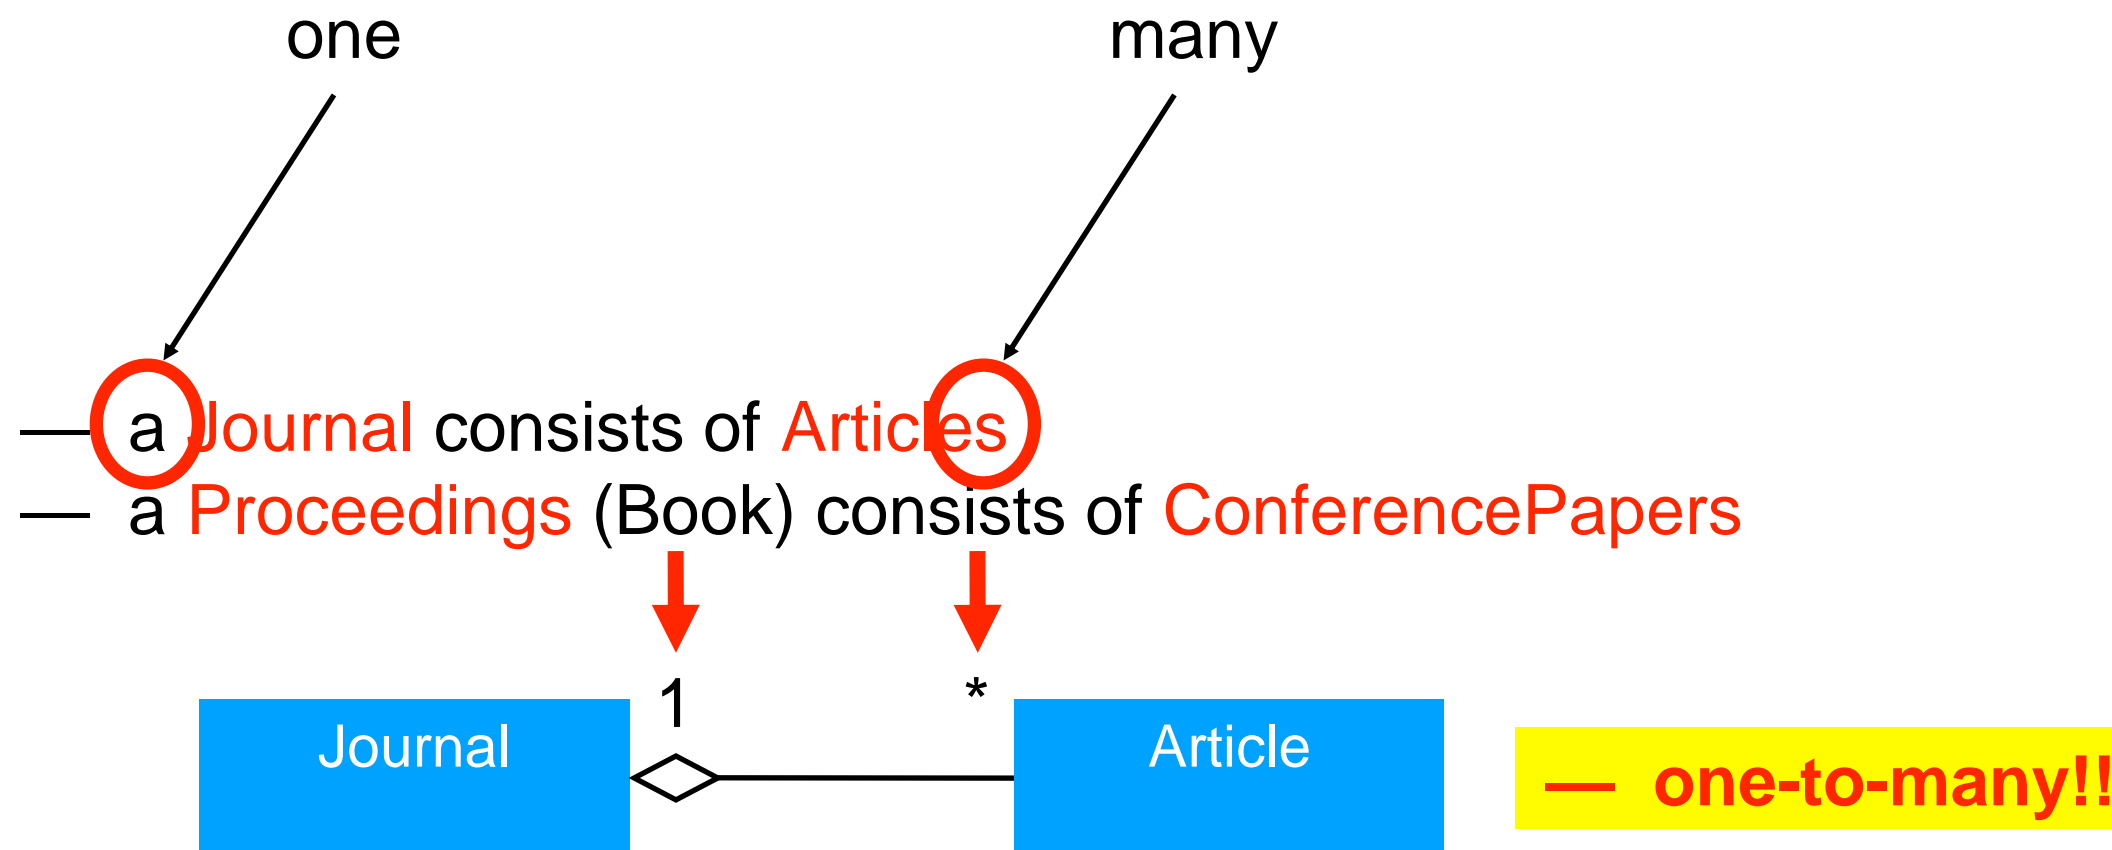 one many
— a Journal consists of Articles
— a Proceedings (Book) consists of ConferencePapers
1 *
Journal Article
— one-to-many!!